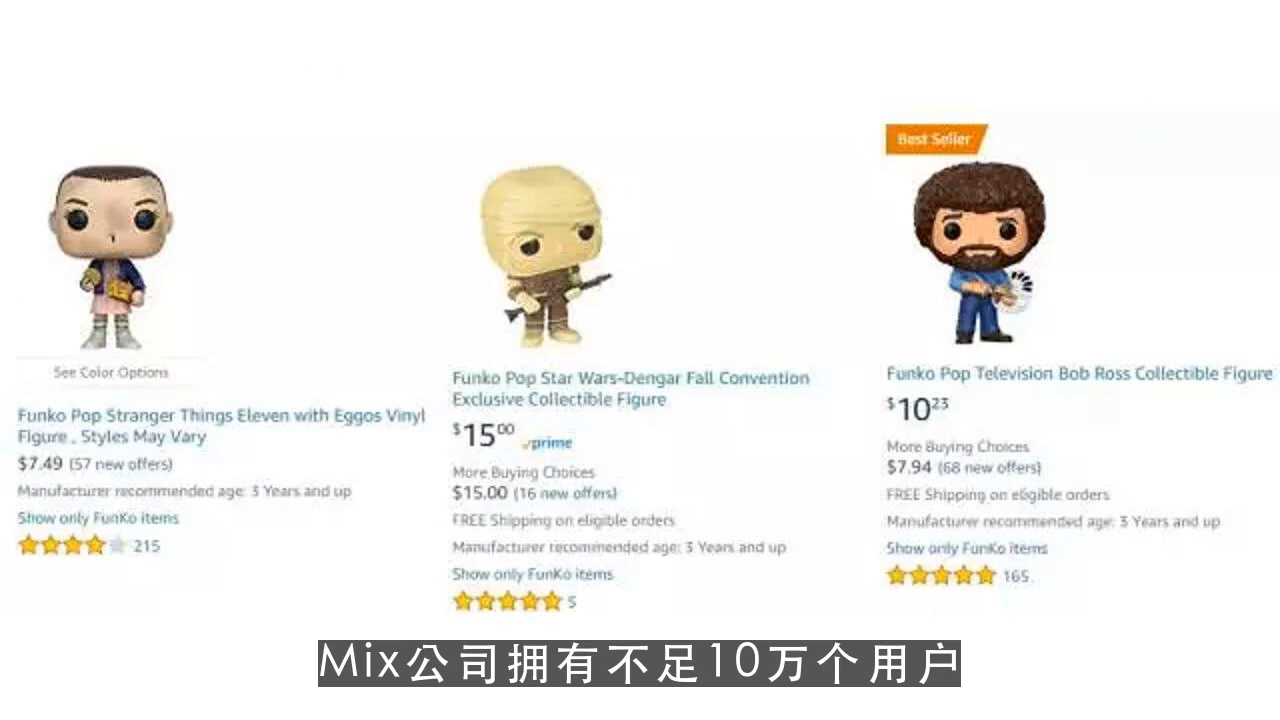 See Color Options
Funko Pop Stranger Things Eleven with Eggos Vinyl
Figure , Styles May Vary
$7.49 (57 new offers)
Manufacturer recommended age: 3 Years and up
Show only FunKo items
215
Funko Pop Star Wars-Dengar Fall Convention
Exclusive Collectible Figure
$1500 prime
More Buying Choices
$15.00 (16 new offers)
FREE Shipping on eligible orders
Manufacturer recommended age: 3 Years and up
Show only FunKo items
5
Best Seller
Funko Pop Television Bob Ross Collectible Figure
$1023
More Buying Choices
$7.94 (68 new offers)
FREE Shipping on eligible orders
Manufacturer recommended age: 3 Years and up
Show only FunKo items
165
Mix公司拥有不足10万个用户